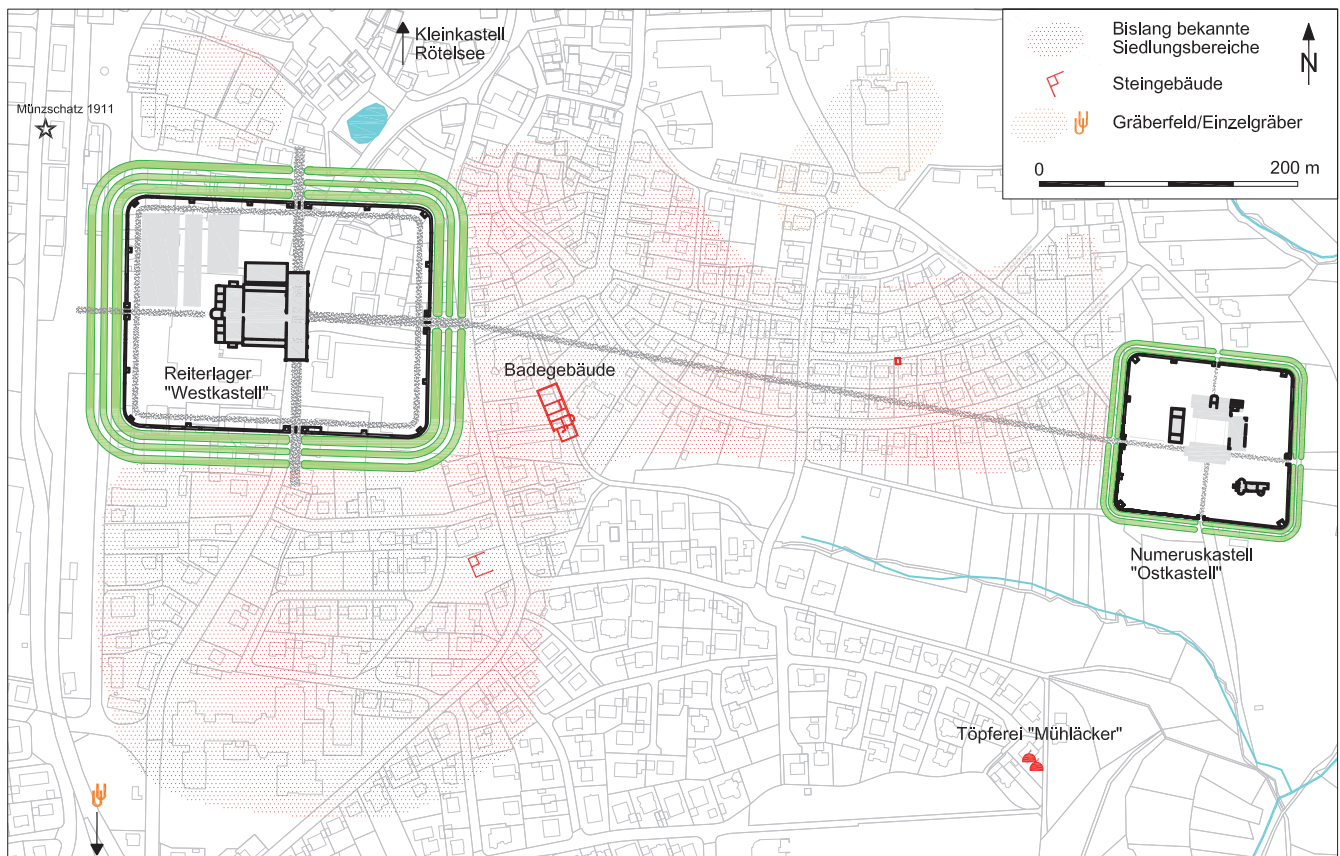 Kleinkastell
Rötelsee
Münzschatz 1911
Bislang bekannte
Siedlungsbereiche
Steingebäude
Gräberfeld/Einzelgräber
N
0
200 m
Reiterlager
"Westkastell"
Badegebäude
Numeruskastell
"Ostkastell"
Töpferei "Mühläcker"